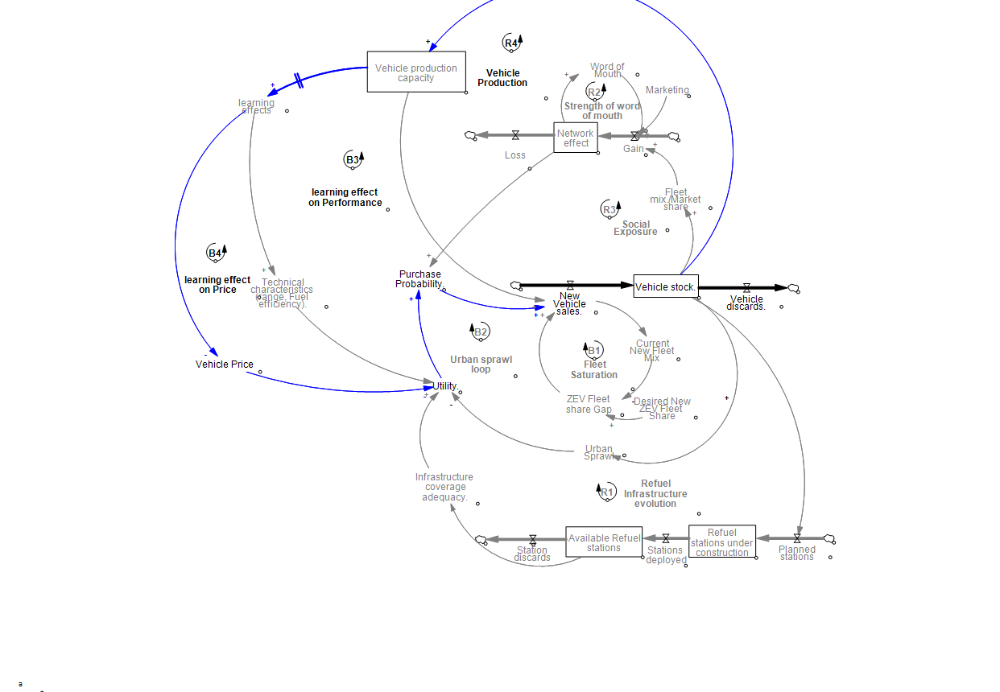 +
R4
Vehicle production
capacity
Vehicle
Production
Word of
Mouth
+
R2
Marketing
+
learning
effects
Strength of word
of mouth
Network
effect
Loss
Gain
+
+
B3
learning effect
on Performance
Fleet
mix./Market
share
+
R3
Social
Exposure
B4
learning effect
on Price
+
Technical
characteristics
(range, Fuel
efficiency).
+
Purchase
Probability.
+
New
Vehicle
sales.
+ +
Vehicle stock.
Vehicle
discards.
B2
Urban sprawl
loop
B1
Fleet
Saturation
Current
New Fleet
Mix
-
Vehicle Price
Utility.
+
-
ZEV Fleet
share Gap
-
Desired New
ZEV Fleet
Share
+
+
Urban
Sprawl
Infrastructure
coverage
adequacy.
R1
Refuel
Infrastructure
evolution
Station
discards
Available Refuel
stations
Stations
deployed
Refuel
stations under
construction
Planned
stations
a